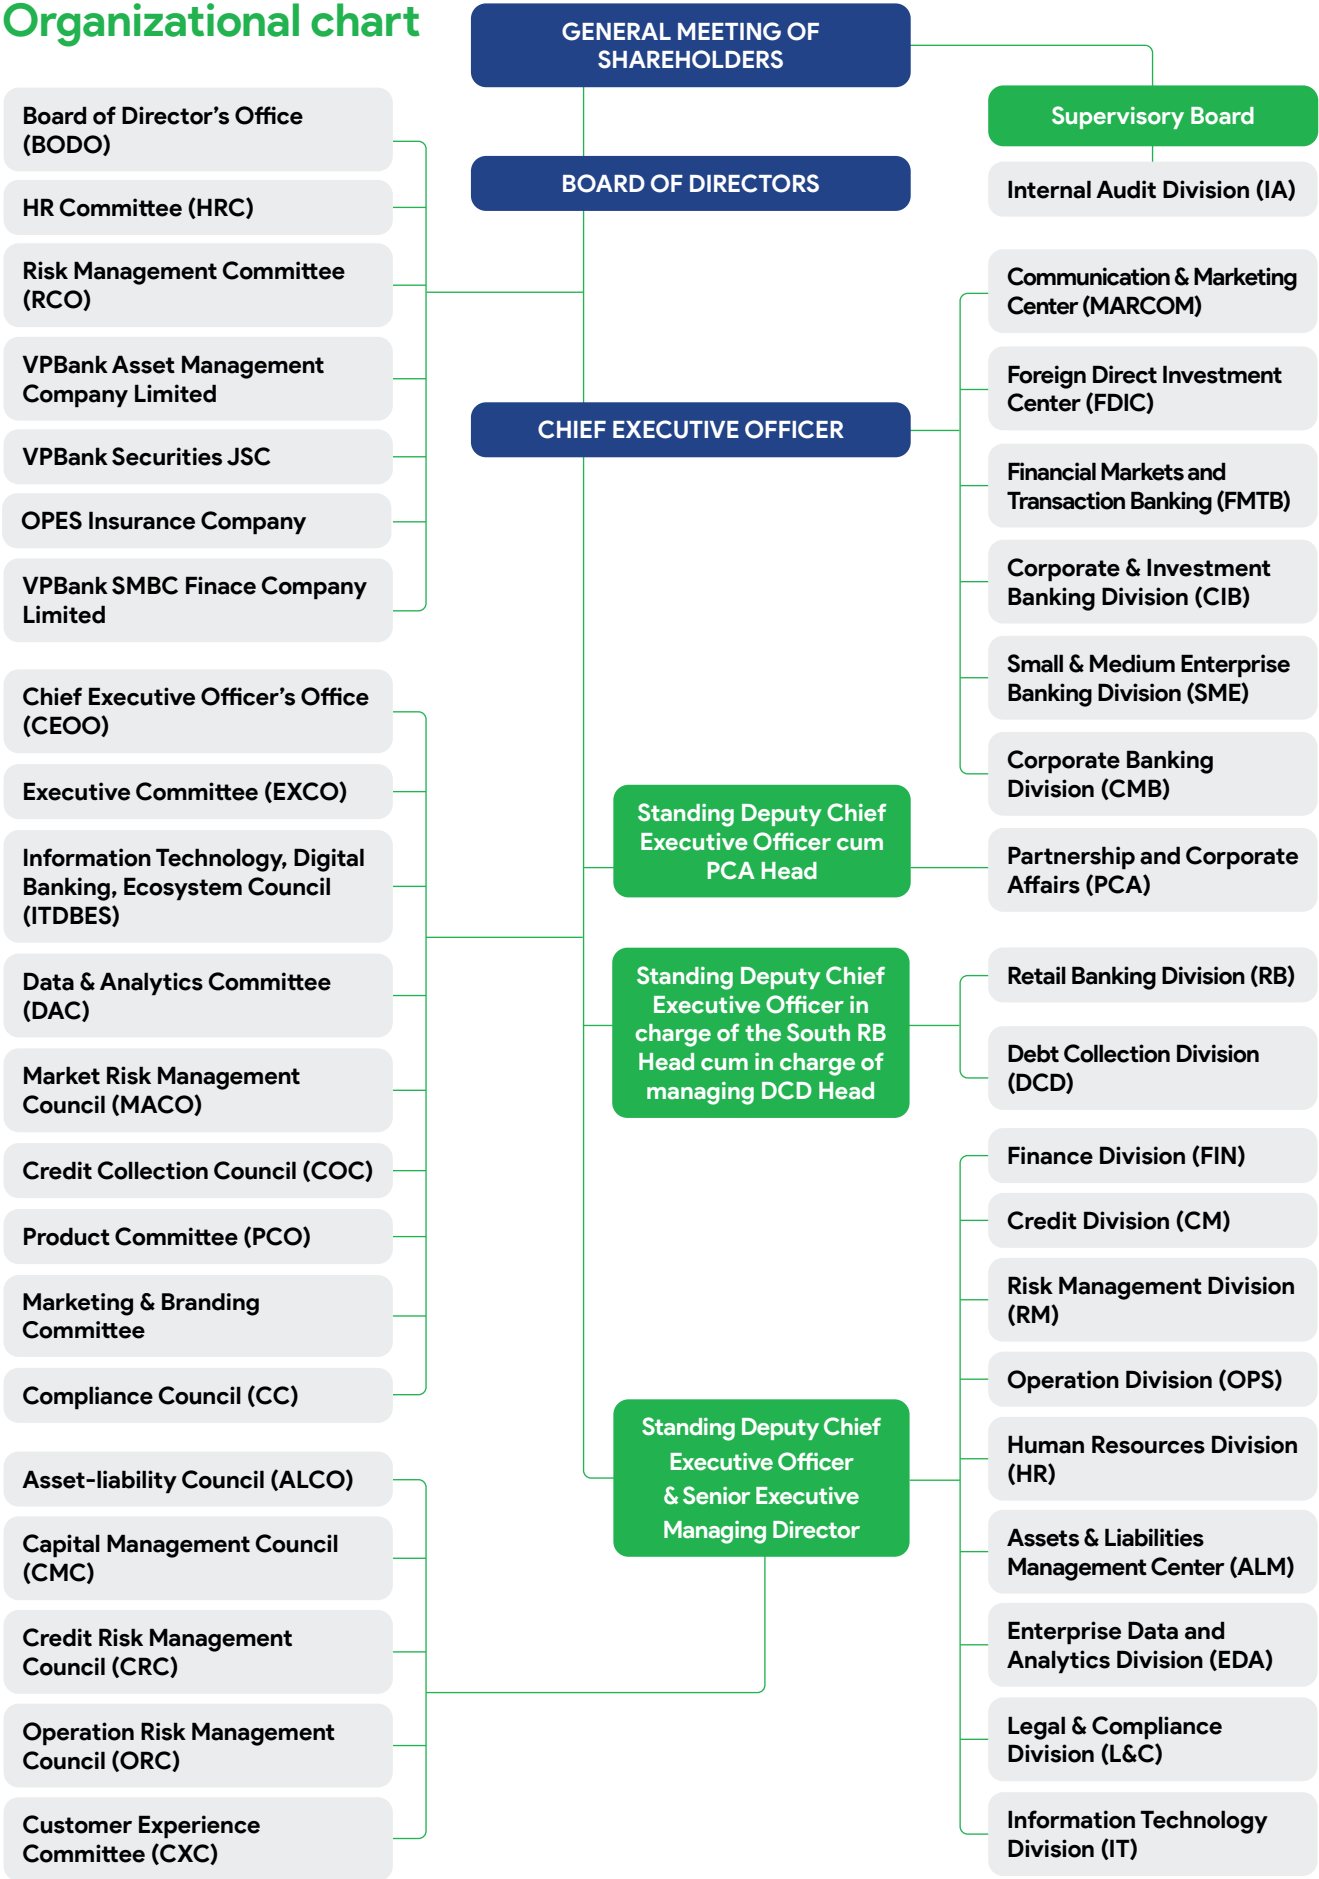 Organizational chart
GENERAL MEETING OF
SHAREHOLDERS
BOARD OF DIRECTORS
CHIEF EXECUTIVE OFFICER
Supervisory Board
Internal Audit Division (IA)
Board of Director’s Office
(BODO)
HR Committee (HRC)
Risk Management Committee
(RCO)
VPBank Asset Management
Company Limited
VPBank Securities JSC
OPES Insurance Company
VPBank SMBC Finace Company
Limited
Chief Executive Officer’s Office
(CEOO)
Executive Committee (EXCO)
Information Technology, Digital
Banking, Ecosystem Council
(ITDBES)
Data & Analytics Committee
(DAC)
Market Risk Management
Council (MACO)
Credit Collection Council (COC)
Product Committee (PCO)
Marketing & Branding
Committee
Compliance Council (CC)
Asset-liability Council (ALCO)
Capital Management Council
(CMC)
Credit Risk Management
Council (CRC)
Operation Risk Management
Council (ORC)
Customer Experience
Committee (CXC)
Standing Deputy Chief
Executive Officer cum
PCA Head
Standing Deputy Chief
Executive Officer in
charge of the South RB
Head cum in charge of
managing DCD Head
Standing Deputy Chief
Executive Officer
& Senior Executive
Managing Director
Communication & Marketing
Center (MARCOM)
Foreign Direct Investment
Center (FDIC)
Financial Markets and
Transaction Banking (FMTB)
Corporate & Investment
Banking Division (CIB)
Small & Medium Enterprise
Banking Division (SME)
Corporate Banking
Division (CMB)
Partnership and Corporate
Affairs (PCA)
Retail Banking Division (RB)
Debt Collection Division
(DCD)
Finance Division (FIN)
Credit Division (CM)
Risk Management Division
(RM)
Operation Division (OPS)
Human Resources Division
(HR)
Assets & Liabilities
Management Center (ALM)
Enterprise Data and
Analytics Division (EDA)
Legal & Compliance
Division (L&C)
Information Technology
Division (IT)